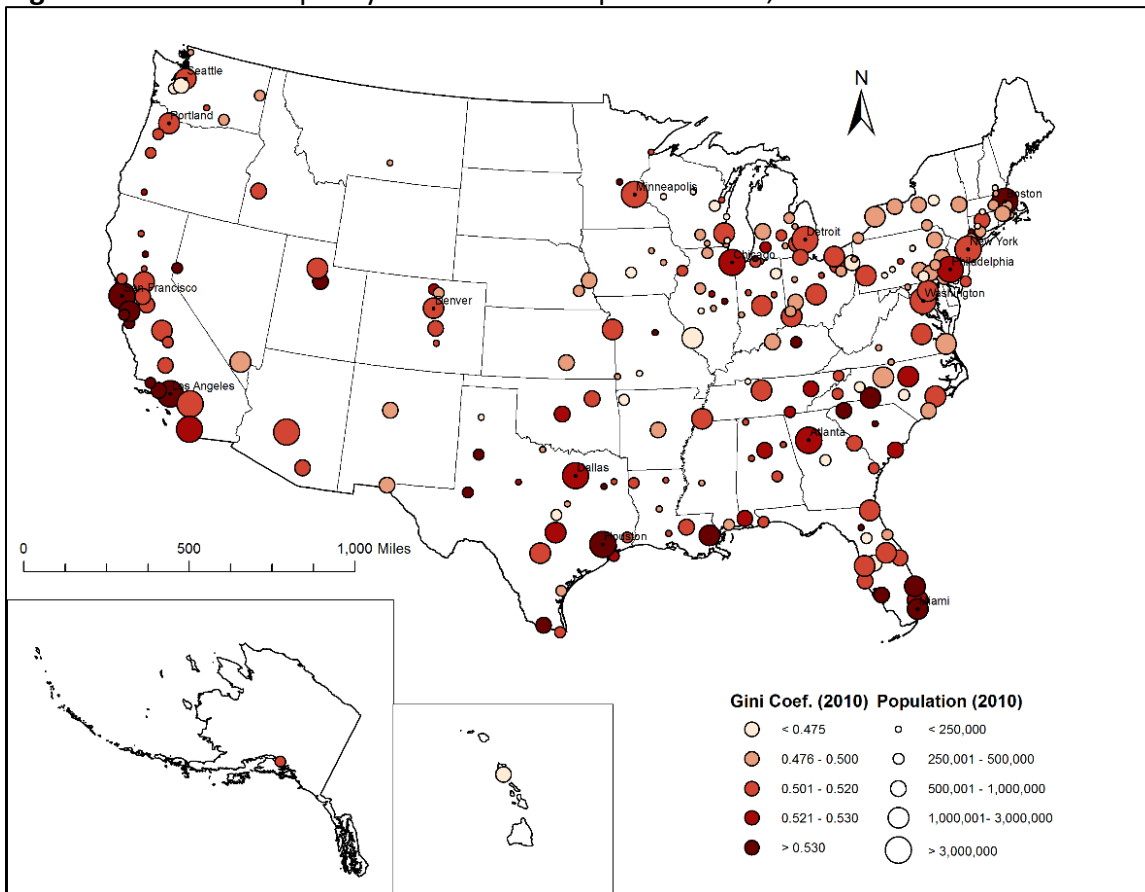 N
Seattle
Portland
Minneapolis
Boston
Detroit
New York
Chicago
Philadelphia
Washington
San Francisco
Denver
Los Angeles
Atlanta
Dallas
Houston
Miami
0 500 1,000 Miles
Gini Coef. (2010) Population (2010)
< 0.475 < 250,000
0.476 - 0.500 250,001 - 500,000
0.501 - 0.520 500,001 - 1,000,000
0.521 - 0.530 1,000,001- 3,000,000
> 0.530 > 3,000,000